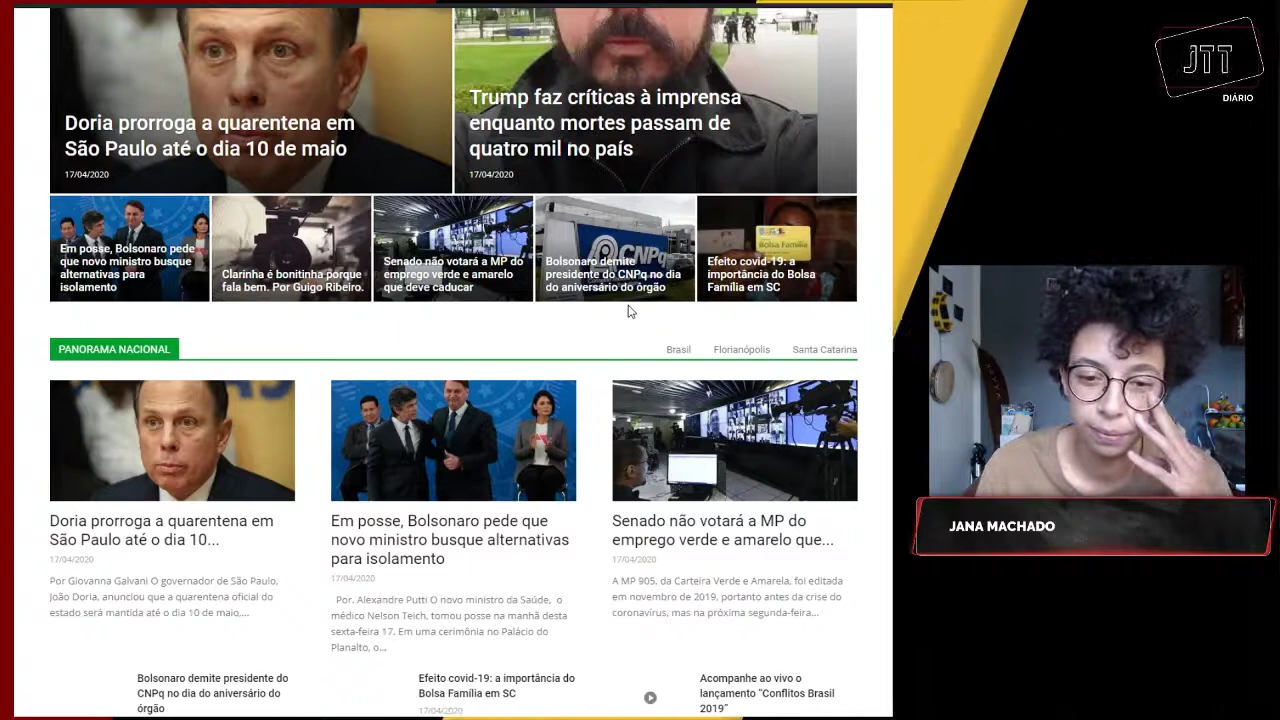 Doria prorroga a quarentena em
São Paulo até o dia 10 de maio
17/04/2020
Trump faz críticas à imprensa
enquanto mortes passam de
quatro mil no país
17/04/2020
Em posse, Bolsonaro pede
que novo ministro busque
alternativas para
isolamento
Clarinha é bonitinha porque
fala bem. Por Guigo Ribeiro.
Senado não votará a MP do
emprego verde e amarelo
que deve caducar
CNPq
Bolsonaro demite
presidente do CNPq no dia
do aniversário do órgão
Bolsa Família
Efeito covid-19: a
importância do Bolsa
Família em SC
PANORAMA NACIONAL
Brasil
Florianópolis
Santa Catarina
Doria prorroga a quarentena em
São Paulo até o dia 10...
17/04/2020
Por Giovanna Galvani O governador de São Paulo,
João Doria, anunciou que a quarentena oficial do
estado será mantida até o dia 10 de maio,...
Em posse, Bolsonaro pede que
novo ministro busque alternativas
para isolamento
17/04/2020
Por. Alexandre Putti O novo ministro da Saúde, o
médico Nelson Teich, tomou posse na manhã desta
sexta-feira 17. Em uma cerimônia no Palácio do
Planalto, o...
Senado não votará a MP do
emprego verde e amarelo que...
17/04/2020
A MP 905, da Carteira Verde e Amarela, foi editada
em novembro de 2019, portanto antes da crise do
coronavírus, mas na próxima segunda-feira...
Bolsonaro demite presidente do
CNPq no dia do aniversário do
órgão
Efeito covid-19: a importância do
Bolsa Família em SC
17/04/2020
Acompanhe ao vivo o
lançamento “Conflitos Brasil
2019”
JTT
DIÁRIO
JANA MACHADO